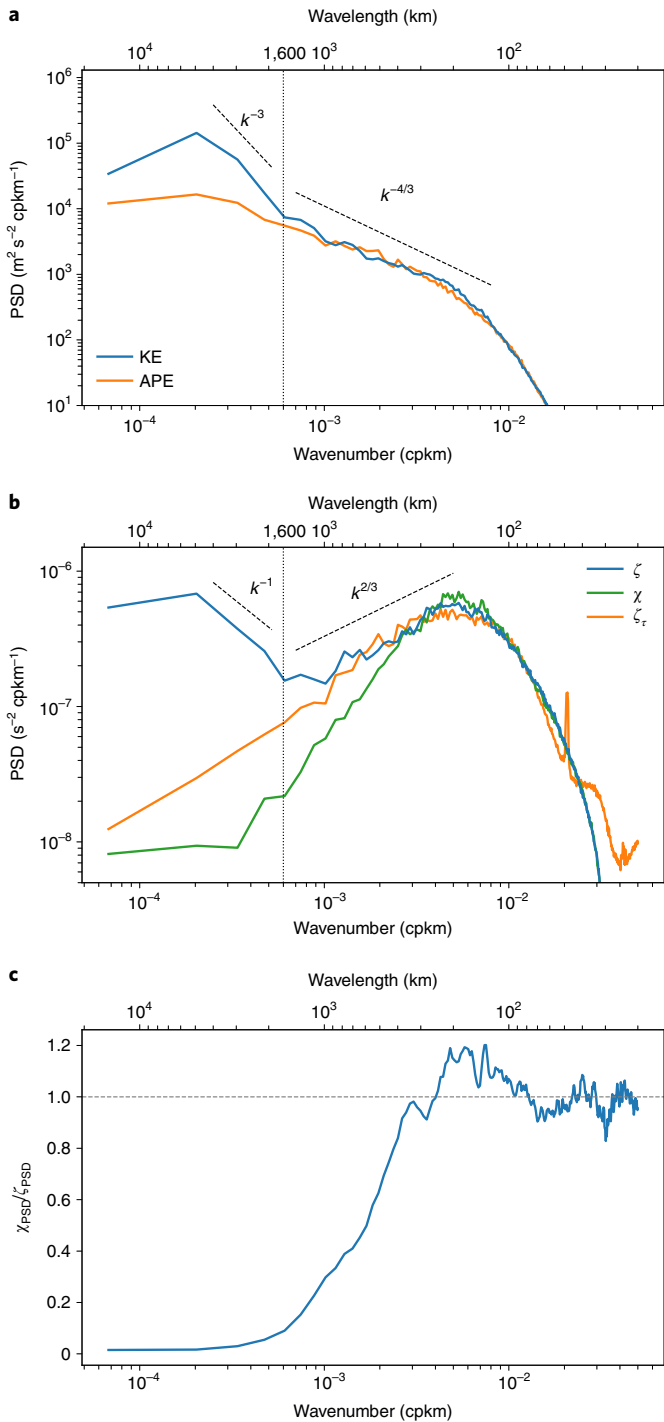 a
Wavelength (km)
10⁴ 1,600 10³ 10²
10⁶
10⁵
10⁴
10³
10²
10¹
PSD (m² s⁻² cpkm⁻¹)
k⁻³
k⁻⁴/³
KE
APE
10⁻⁴ 10⁻³ 10⁻²
Wavenumber (cpkm)
b
Wavelength (km)
10⁴ 1,600 10³ 10²
10⁻⁶
10⁻⁷
10⁻⁸
PSD (s⁻² cpkm⁻¹)
k⁻¹
k²/³
ζ
χ
ζτ
10⁻⁴ 10⁻³ 10⁻²
Wavenumber (cpkm)
c
Wavelength (km)
10⁴ 10³ 10²
1.2
1.0
0.8
0.6
0.4
0.2
0
χPSD/ζPSD
10⁻⁴ 10⁻³ 10⁻²
Wavenumber (cpkm)